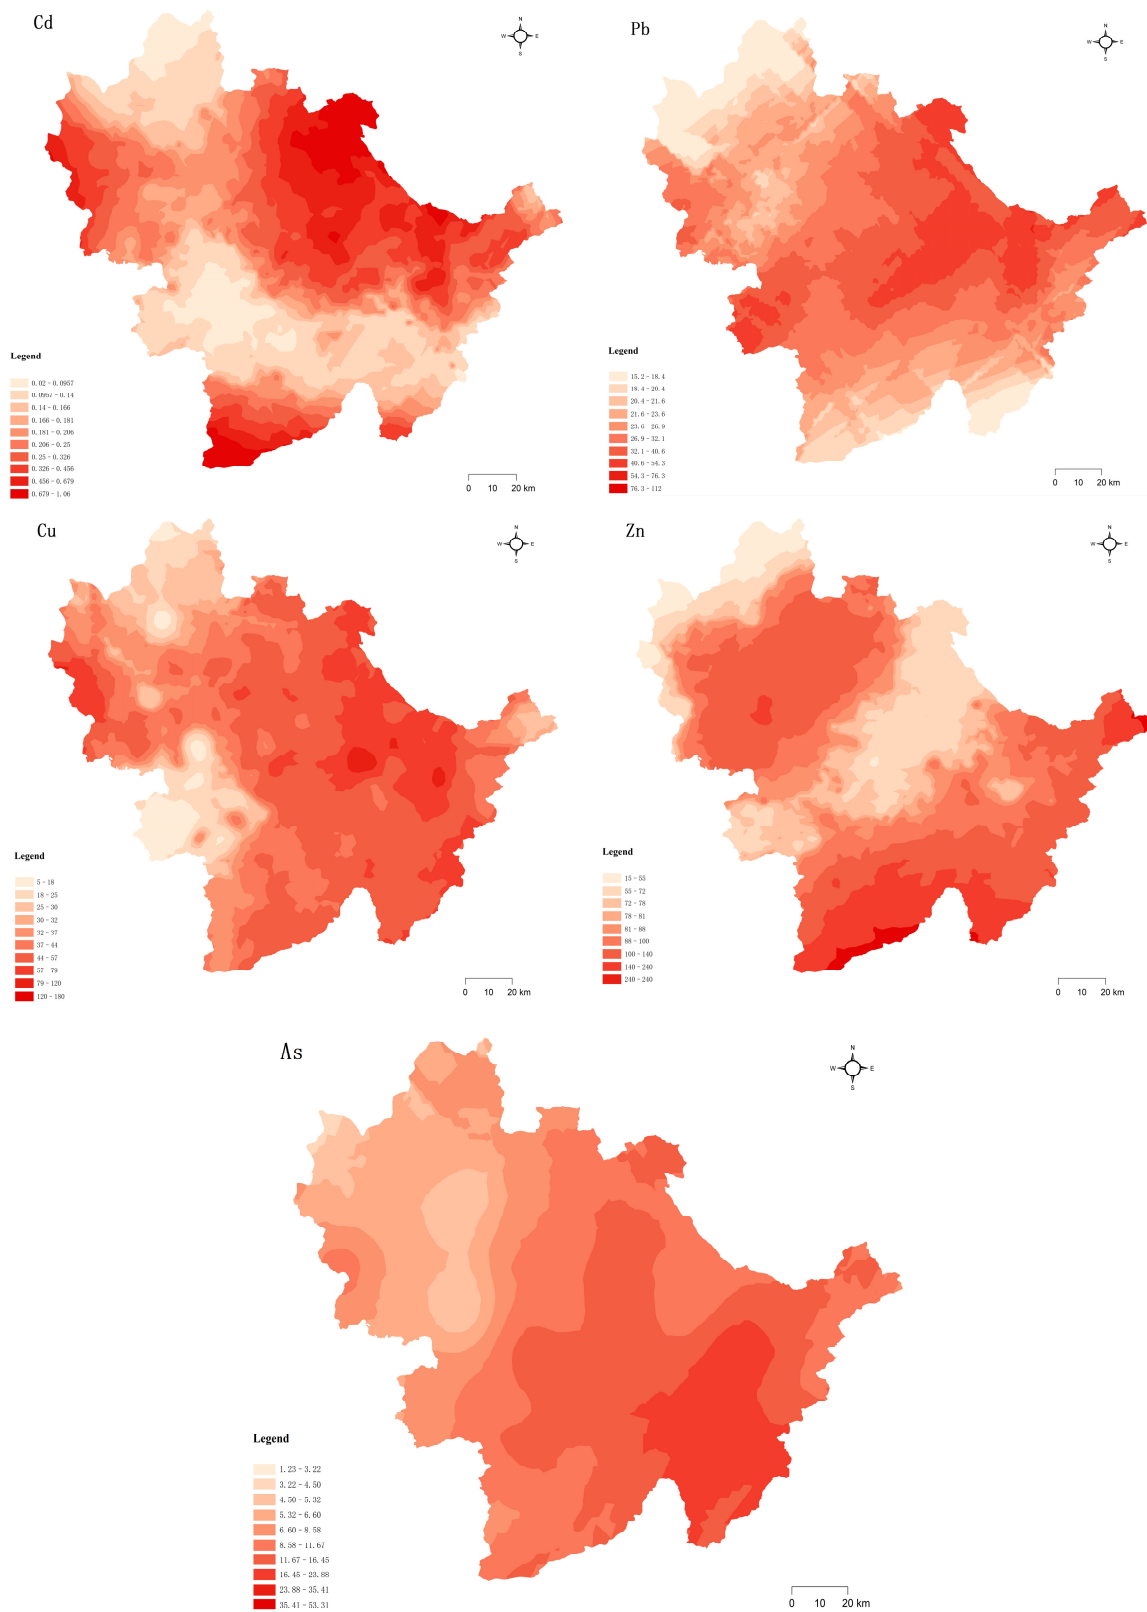 Cd
N
W E
S
Legend
0.02 - 0.0957
0.0957 - 0.14
0.14 - 0.166
0.166 - 0.181
0.181 - 0.206
0.206 - 0.25
0.25 - 0.326
0.326 - 0.456
0.456 - 0.679
0.679 - 1.06
0 10 20 km
Pb
N
W E
S
Legend
15.2 - 18.4
18.4 - 20.4
20.4 - 21.6
21.6 - 23.6
23.6 - 26.9
26.9 - 32.1
32.1 - 40.6
40.6 - 54.3
54.3 - 76.3
76.3 - 112
0 10 20 km
Cu
N
W E
S
Legend
5 - 18
18 - 25
25 - 30
30 - 32
32 - 37
37 - 44
44 - 57
57 - 79
79 - 120
120 - 180
0 10 20 km
Zn
N
W E
S
Legend
15 - 55
55 - 72
72 - 78
78 - 81
81 - 88
88 - 100
100 - 140
140 - 240
240 - 240
0 10 20 km
As
N
W E
S
Legend
1.23 - 3.22
3.22 - 4.50
4.50 - 5.32
5.32 - 6.60
6.60 - 8.58
8.58 - 11.67
11.67 - 16.45
16.45 - 23.88
23.88 - 35.41
35.41 - 53.31
0 10 20 km